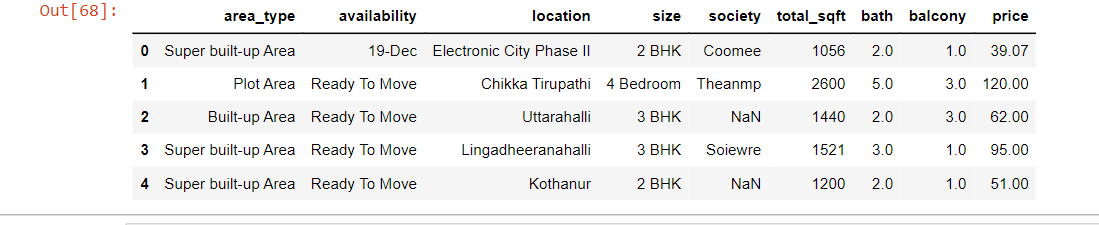 Out[68]:
area_type availability location size society total_sqft bath balcony price
0 Super built-up Area 19-Dec Electronic City Phase II 2 BHK Coomee 1056 2.0 1.0 39.07
1 Plot Area Ready To Move Chikka Tirupathi 4 Bedroom Theanmp 2600 5.0 3.0 120.00
2 Built-up Area Ready To Move Uttarahalli 3 BHK NaN 1440 2.0 3.0 62.00
3 Super built-up Area Ready To Move Lingadheeranahalli 3 BHK Soiewre 1521 3.0 1.0 95.00
4 Super built-up Area Ready To Move Kothanur 2 BHK NaN 1200 2.0 1.0 51.00